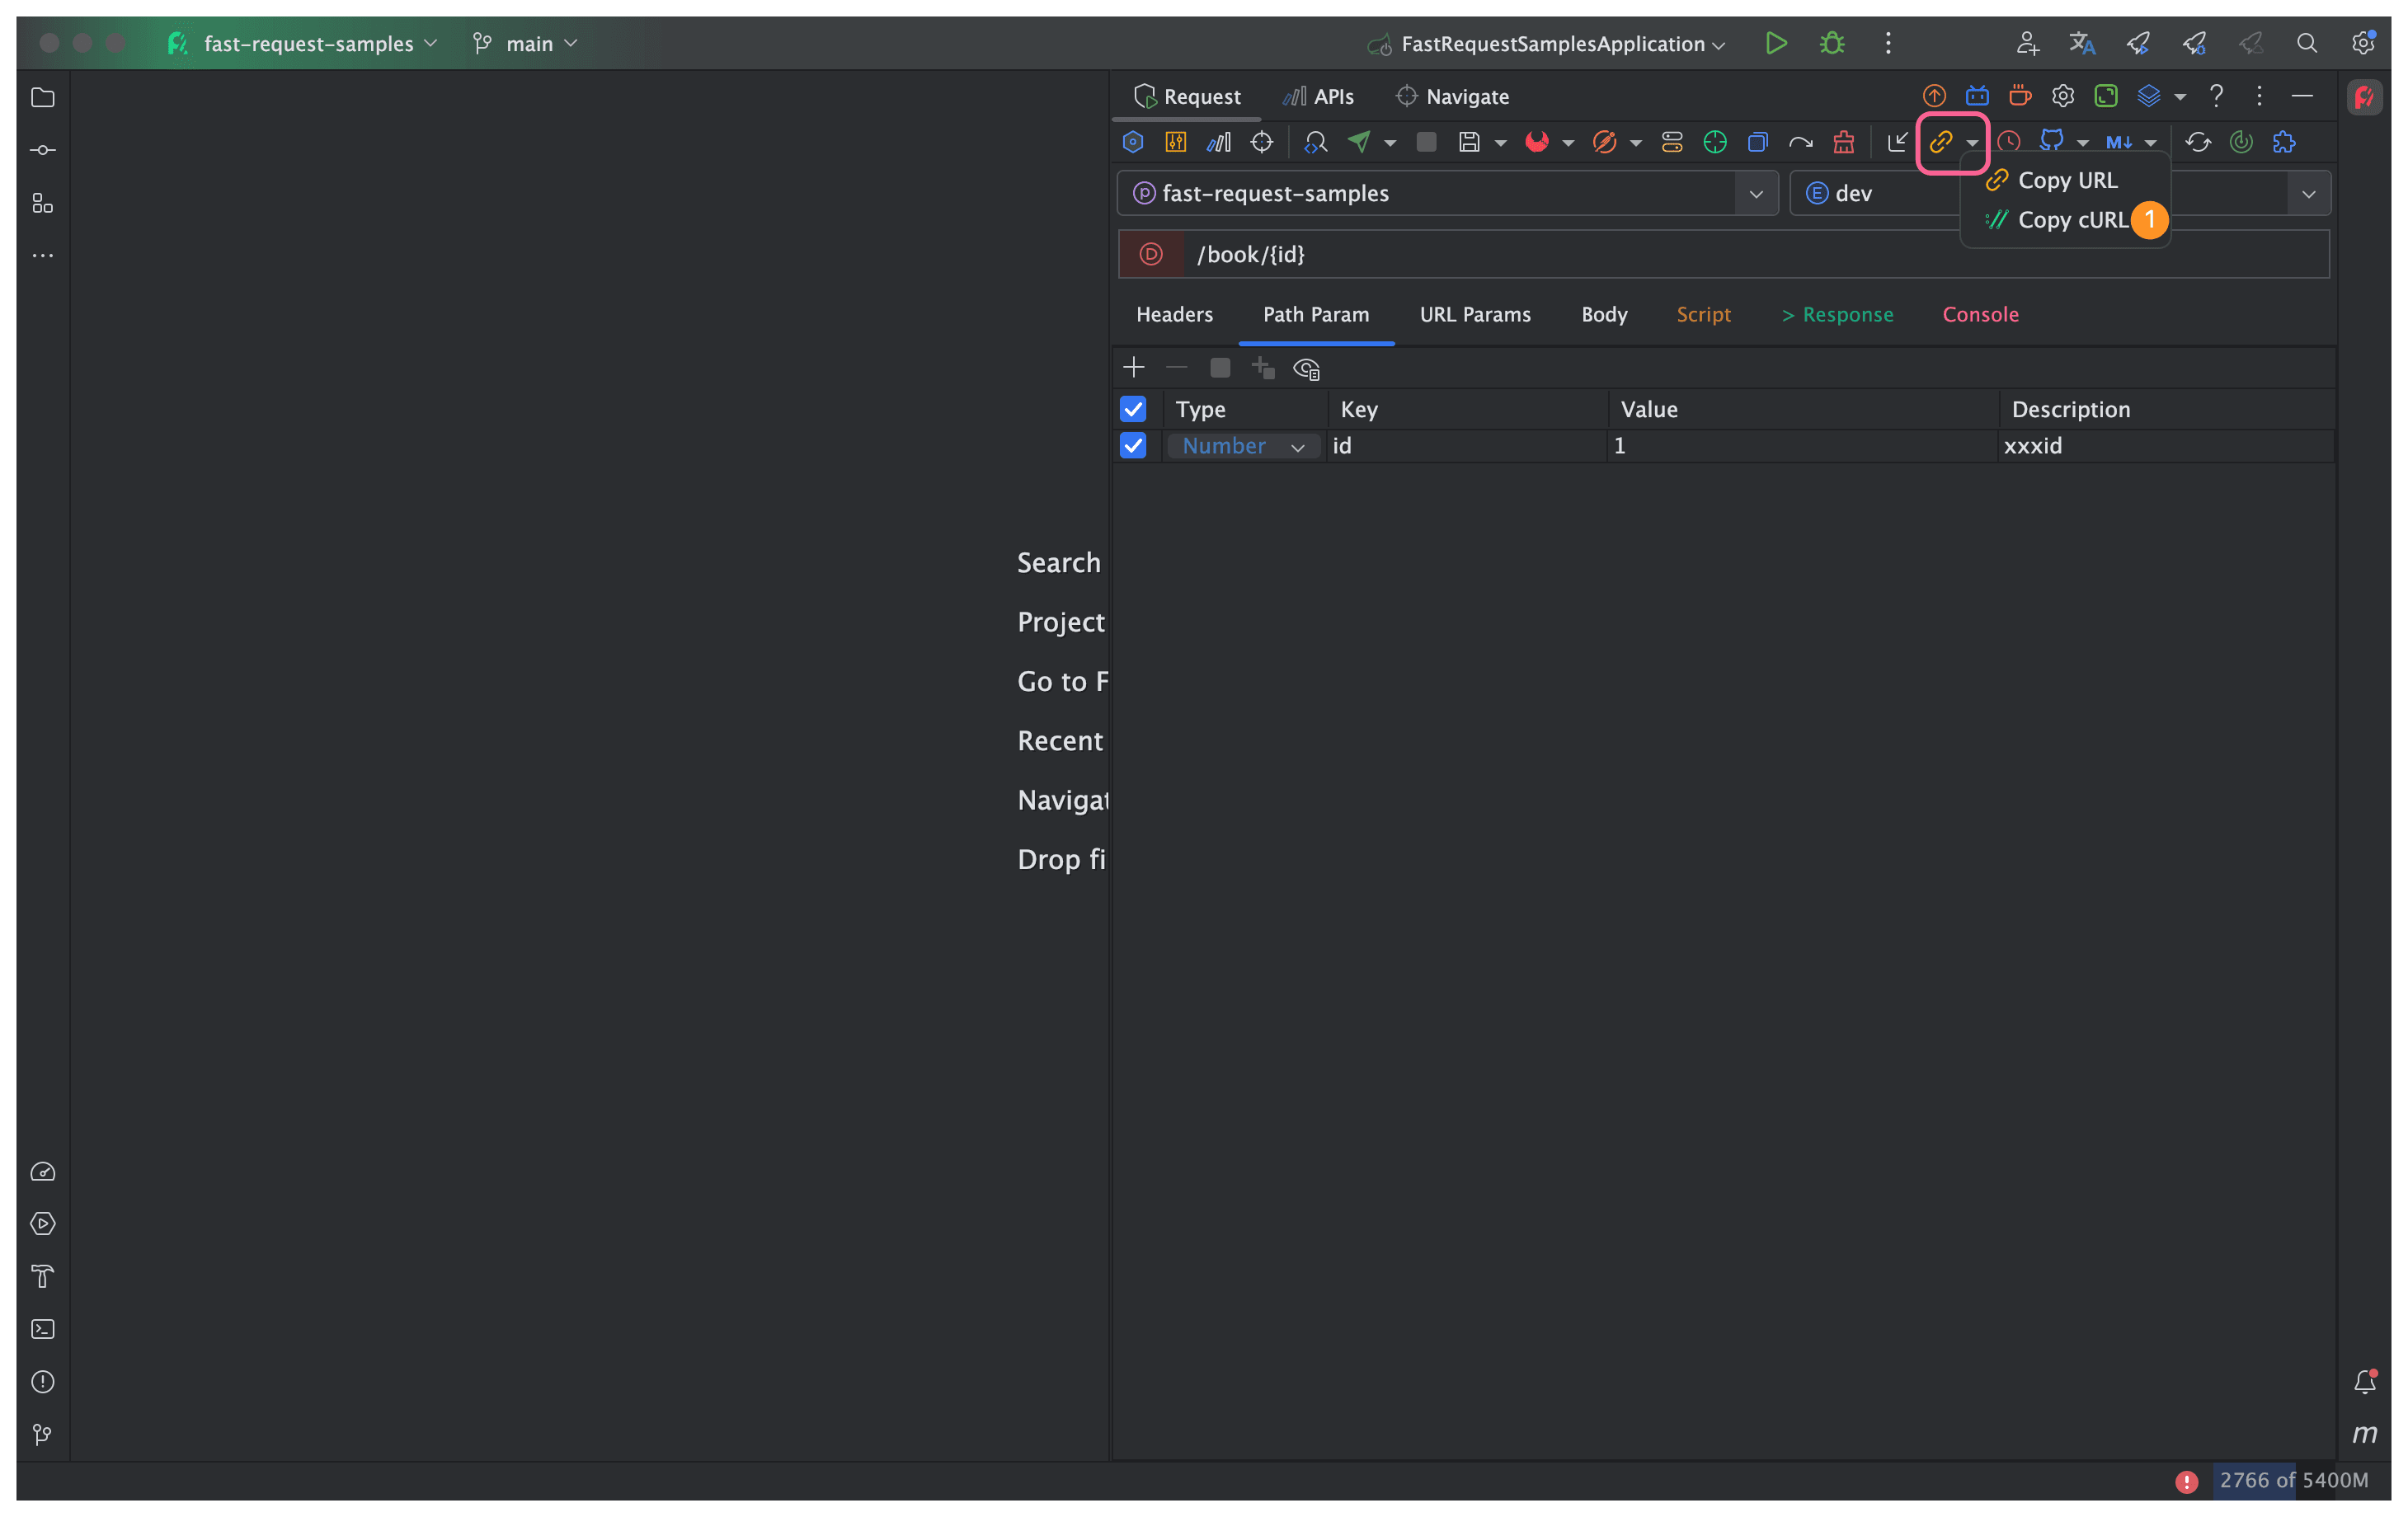 fast-request-samples
main
FastRequestSamplesApplication
Request
APIs
Navigate
M↓
Copy URL
Copy cURL 1
P fast-request-samples
E dev
D /book/{id}
Headers
Path Param
URL Params
Body
Script
> Response
Console
Type
Key
Value
Description
Number
id
1
xxxid
Search
Project
Go to F
Recent
Navigat
Drop fi
m
2766 of 5400M